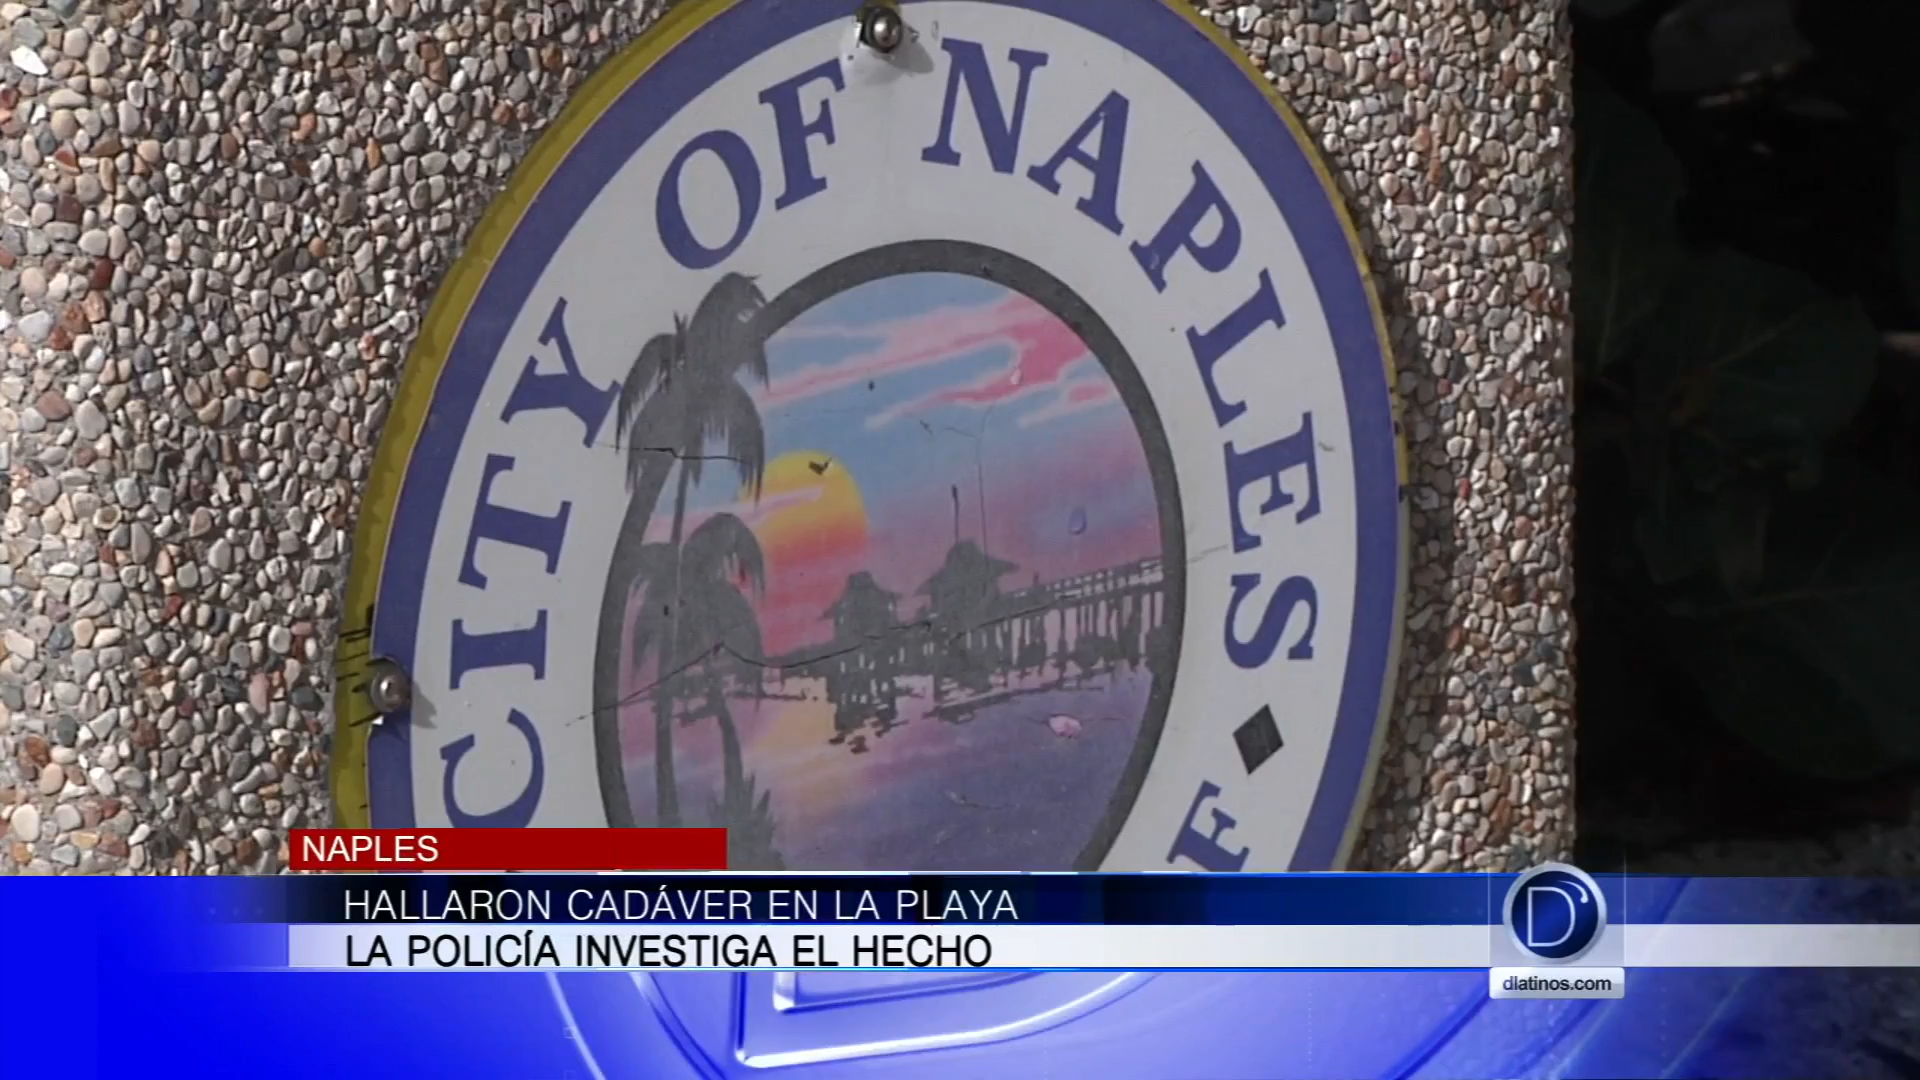 CITY OF NAPLES
F
NAPLES
HALLARON CADÁVER EN LA PLAYA
LA POLICÍA INVESTIGA EL HECHO
D
dlatinos.com